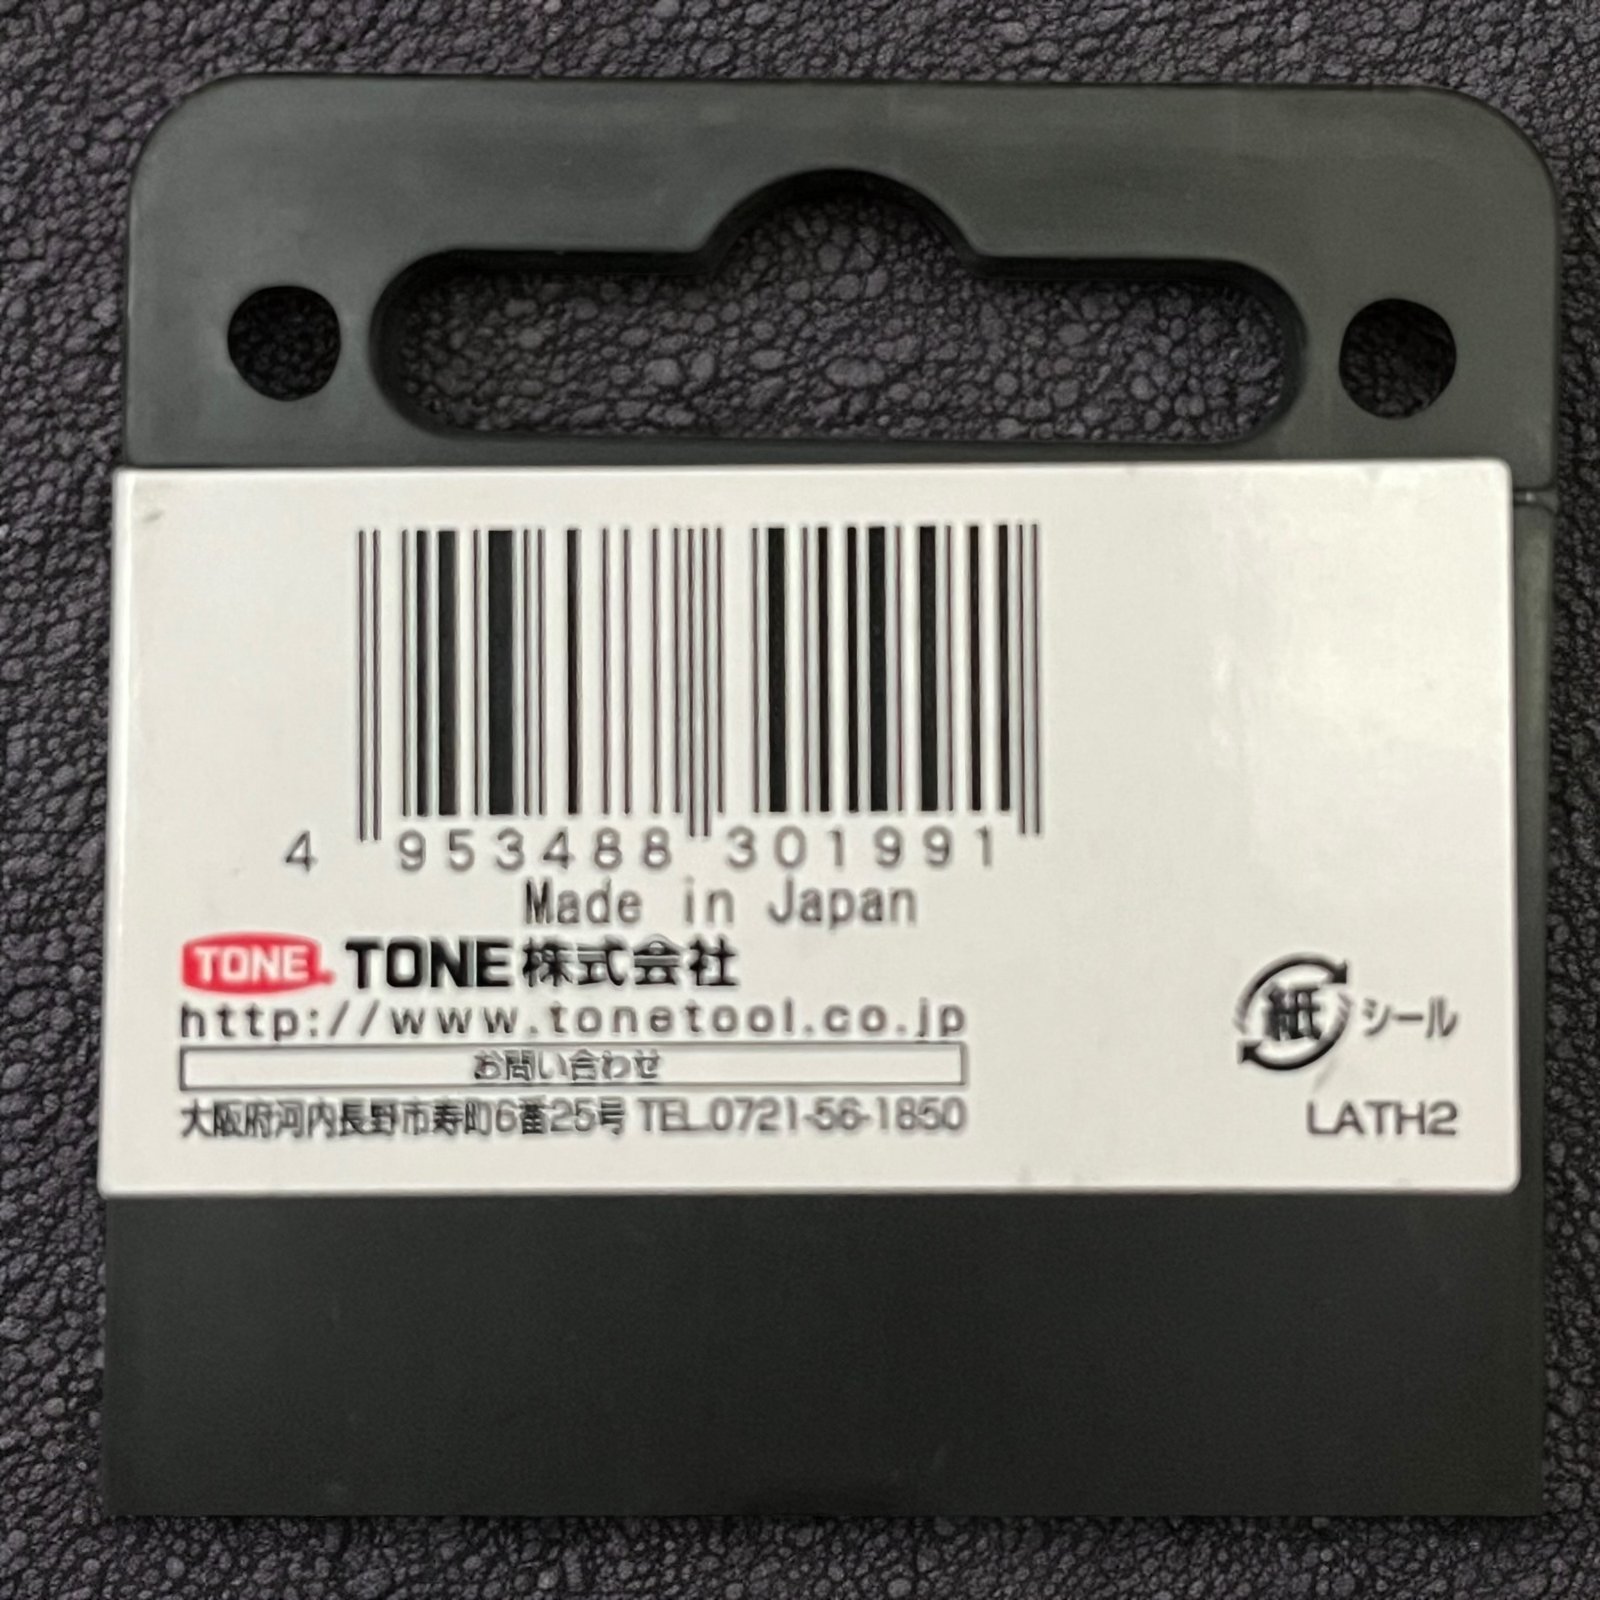 4 953488 301991
Made in Japan
TONE TONE株式会社
http://www.tonetool.co.jp
お問い合わせ
大阪府河内長野市寿町6番25号 TEL.0721-56-1850
紙 シール
LATH2